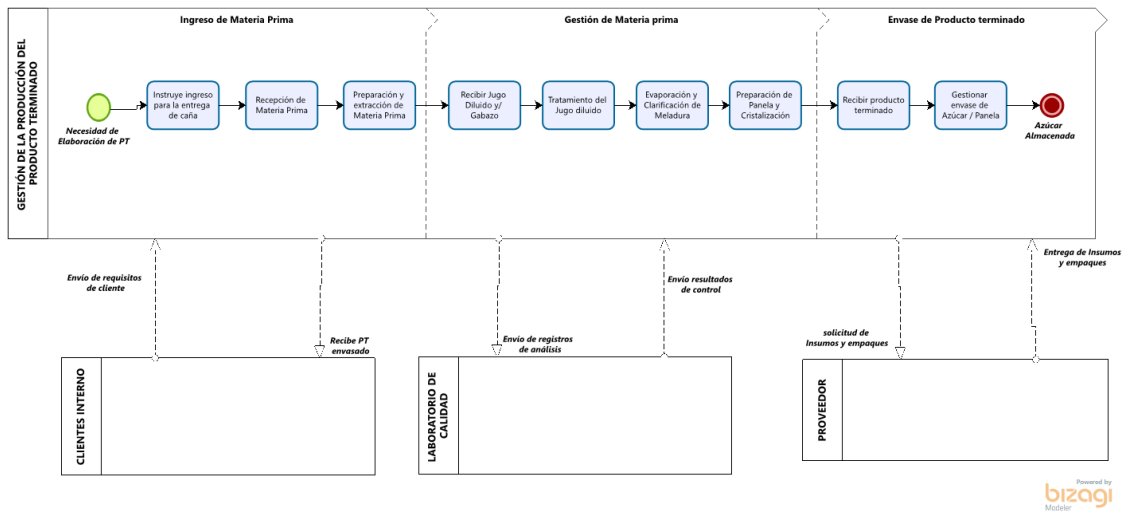 Ingreso de Materia Prima
Gestión de Materia prima
Envase de Producto terminado
GESTIÓN DE LA PRODUCCIÓN DEL
PRODUCTO TERMINADO
Necesidad de
Elaboración de PT
Instruye ingreso
para la entrega
de caña
Recepción de
Materia Prima
Preparación y
extracción de
Materia Prima
Recibir Jugo
Diluido y/
Gabazo
Tratamiento del
Jugo diluido
Evaporación y
Clarificación de
Meladura
Preparación de
Panela y
Cristalización
Recibir producto
terminado
Gestionar
envase de
Azúcar / Panela
Azúcar
Almacenada
Envío de requisitos
de cliente
Recibe PT
envasado
Envío de registros
de análisis
Envío resultados
de control
solicitud de
Insumos y empaques
Entrega de Insumos
y empaques
CLIENTES INTERNO
LABORATORIO DE
CALIDAD
PROVEEDOR
Powered by
bizagi
Modeler